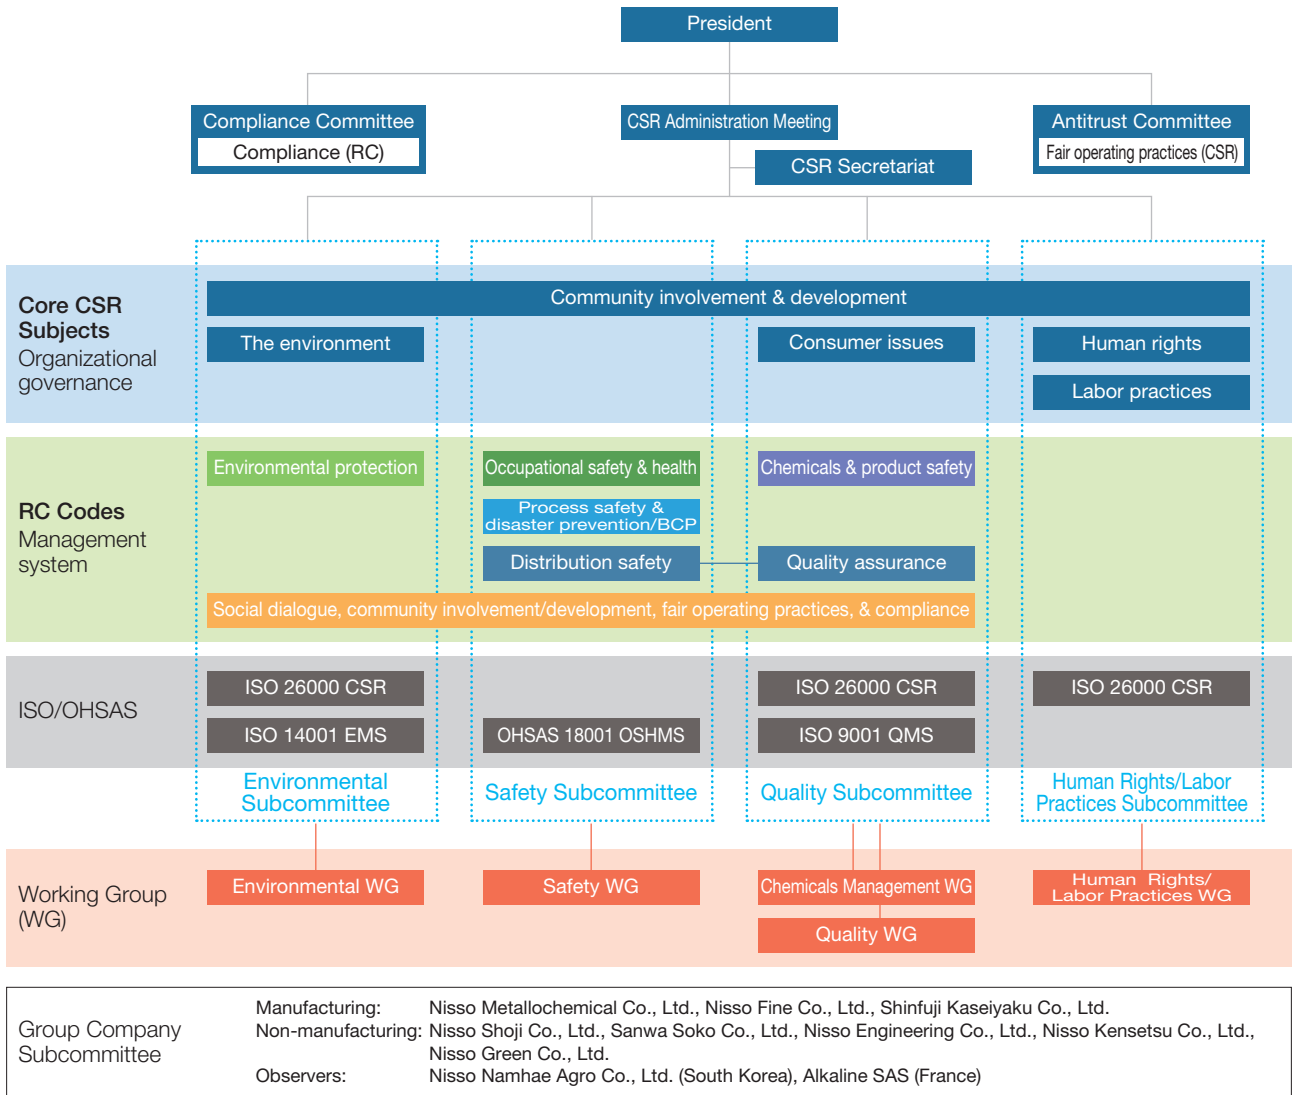 President
Compliance Committee
Compliance (RC)
CSR Administration Meeting
Antitrust Committee
Fair operating practices (CSR)
CSR Secretariat
Core CSR
Subjects
Organizational
governance
Community involvement & development
The environment
Consumer issues
Human rights
Labor practices
RC Codes
Management
system
Environmental protection
Occupational safety & health
Chemicals & product safety
Process safety &
disaster prevention/BCP
Distribution safety
Quality assurance
Social dialogue, community involvement/development, fair operating practices, & compliance
ISO/OHSAS
ISO 26000 CSR
ISO 26000 CSR
ISO 26000 CSR
ISO 14001 EMS
OHSAS 18001 OSHMS
ISO 9001 QMS
Environmental
Subcommittee
Safety Subcommittee
Quality Subcommittee
Human Rights/Labor
Practices Subcommittee
Working Group
(WG)
Environmental WG
Safety WG
Chemicals Management WG
Human Rights/
Labor Practices WG
Quality WG
Group Company
Subcommittee
Manufacturing: Nisso Metallochemical Co., Ltd., Nisso Fine Co., Ltd., Shinfuji Kaseiyaku Co., Ltd.
Non-manufacturing: Nisso Shoji Co., Ltd., Sanwa Soko Co., Ltd., Nisso Engineering Co., Ltd., Nisso Kensetsu Co., Ltd.,
Nisso Green Co., Ltd.
Observers: Nisso Namhae Agro Co., Ltd. (South Korea), Alkaline SAS (France)